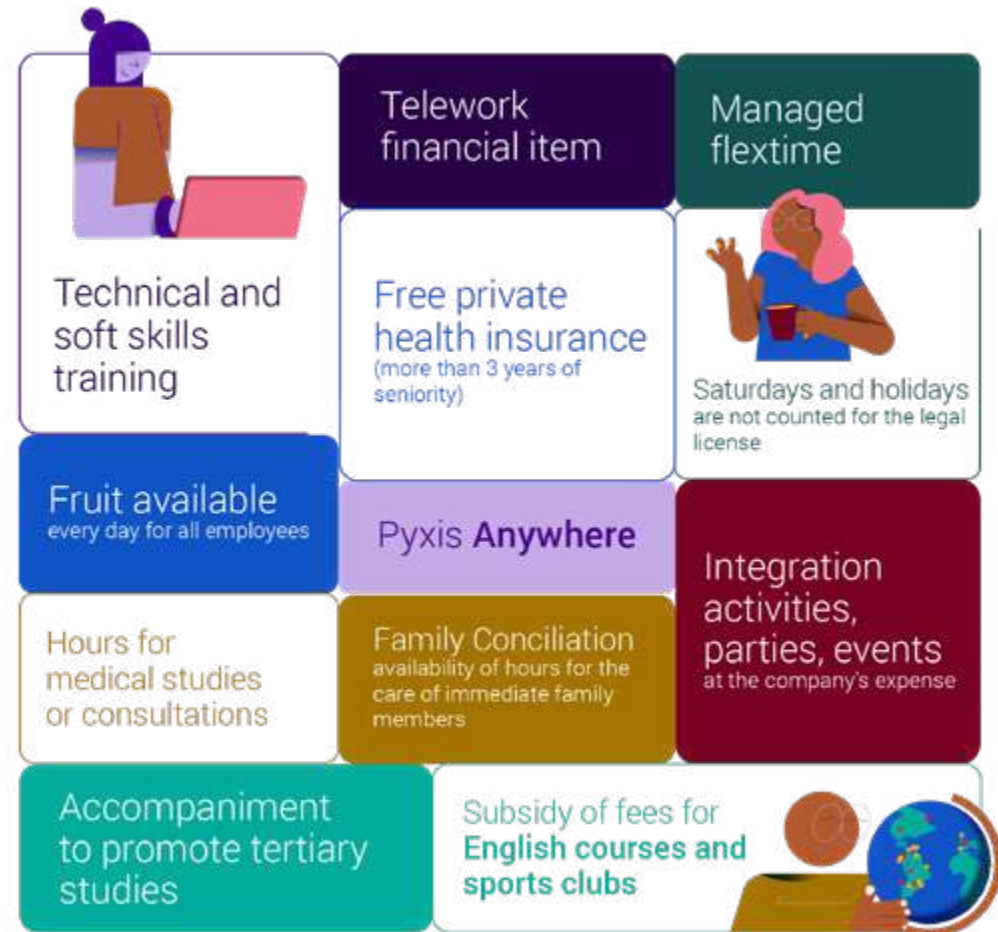 Telework
financial item
Managed
flextime
Technical and
soft skills
training
Free private
health insurance
(more than 3 years of
seniority)
Saturdays and holidays
are not counted for the legal
license
Fruit available
every day for all employees
Pyxis Anywhere
Integration
activities,
parties, events
at the company's expense
Hours for
medical studies
or consultations
Family Conciliation
availability of hours for the
care of immediate family
members
Accompaniment
to promote tertiary
studies
Subsidy of fees for
English courses and
sports clubs